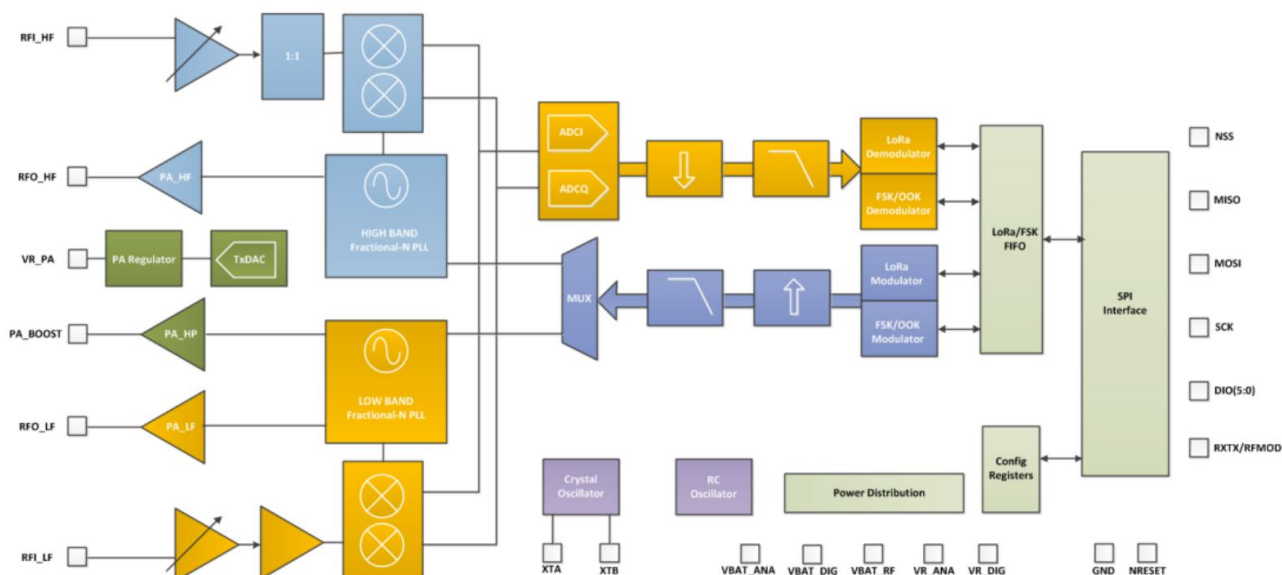 RFI_HF
1:1
ADCI
ADCQ
LoRa
Demodulator
FSK/OOK
Demodulator
NSS
RFO_HF
PA_HF
HIGH BAND
Fractional-N PLL
MISO
VR_PA
PA Regulator
TxDAC
MUX
LoRa
Modulator
FSK/OOK
Modulator
LoRa/FSK
FIFO
SPI
Interface
MOSI
PA_BOOST
PA_HP
SCK
LOW BAND
Fractional-N PLL
DIO(5:0)
RFO_LF
PA_LF
RXTX/RFMOD
Crystal
Oscillator
RC
Oscillator
Power Distribution
Config
Registers
RFI_LF
XTA
XTB
VBAT_ANA
VBAT_DIG
VBAT_RF
VR_ANA
VR_DIG
GND
NRESET